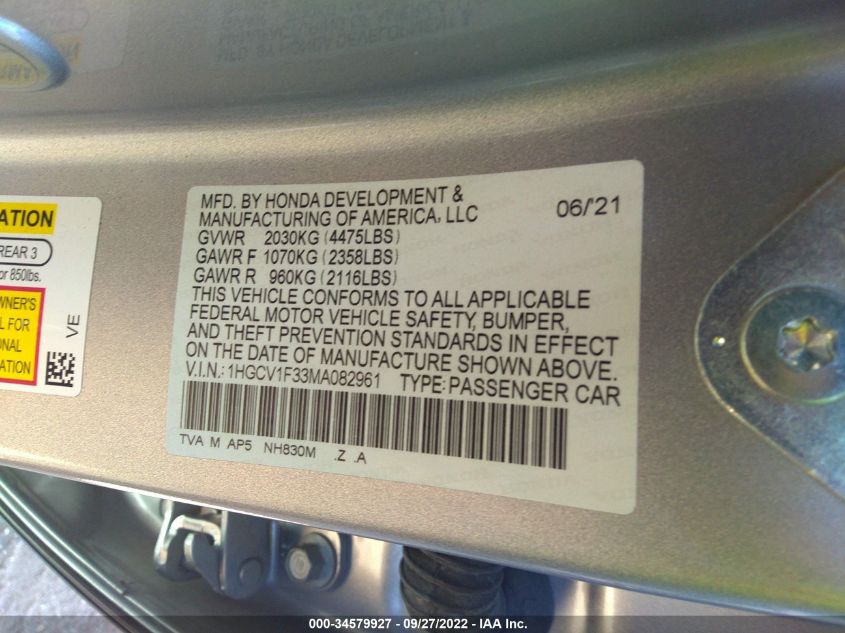 MFD. BY HONDA DEVELOPMENT &
MANUFACTURING OF AMERICA, LLC 06/'21
GVWR 2030KG (4475LBS)
GAWR F 1070KG (2358LBS)
GAWR R 960KG (2116LBS)
THIS VEHICLE CONFORMS TO ALL APPLICABLE
FEDERAL MOTOR VEHICLE SAFETY, BUMPER,
AND THEFT PREVENTION STANDARDS IN EFFECT
ON THE DATE OF MANUFACTURE SHOWN ABOVE.
V.I.N.: 1HGCV1F33MA082961 TYPE: PASSENGER CAR
TVA M AP5 NH830M .Z .A
REAR 3
or 850lbs.
VE
000-34579927 - 09/27/2022 - IAA Inc.